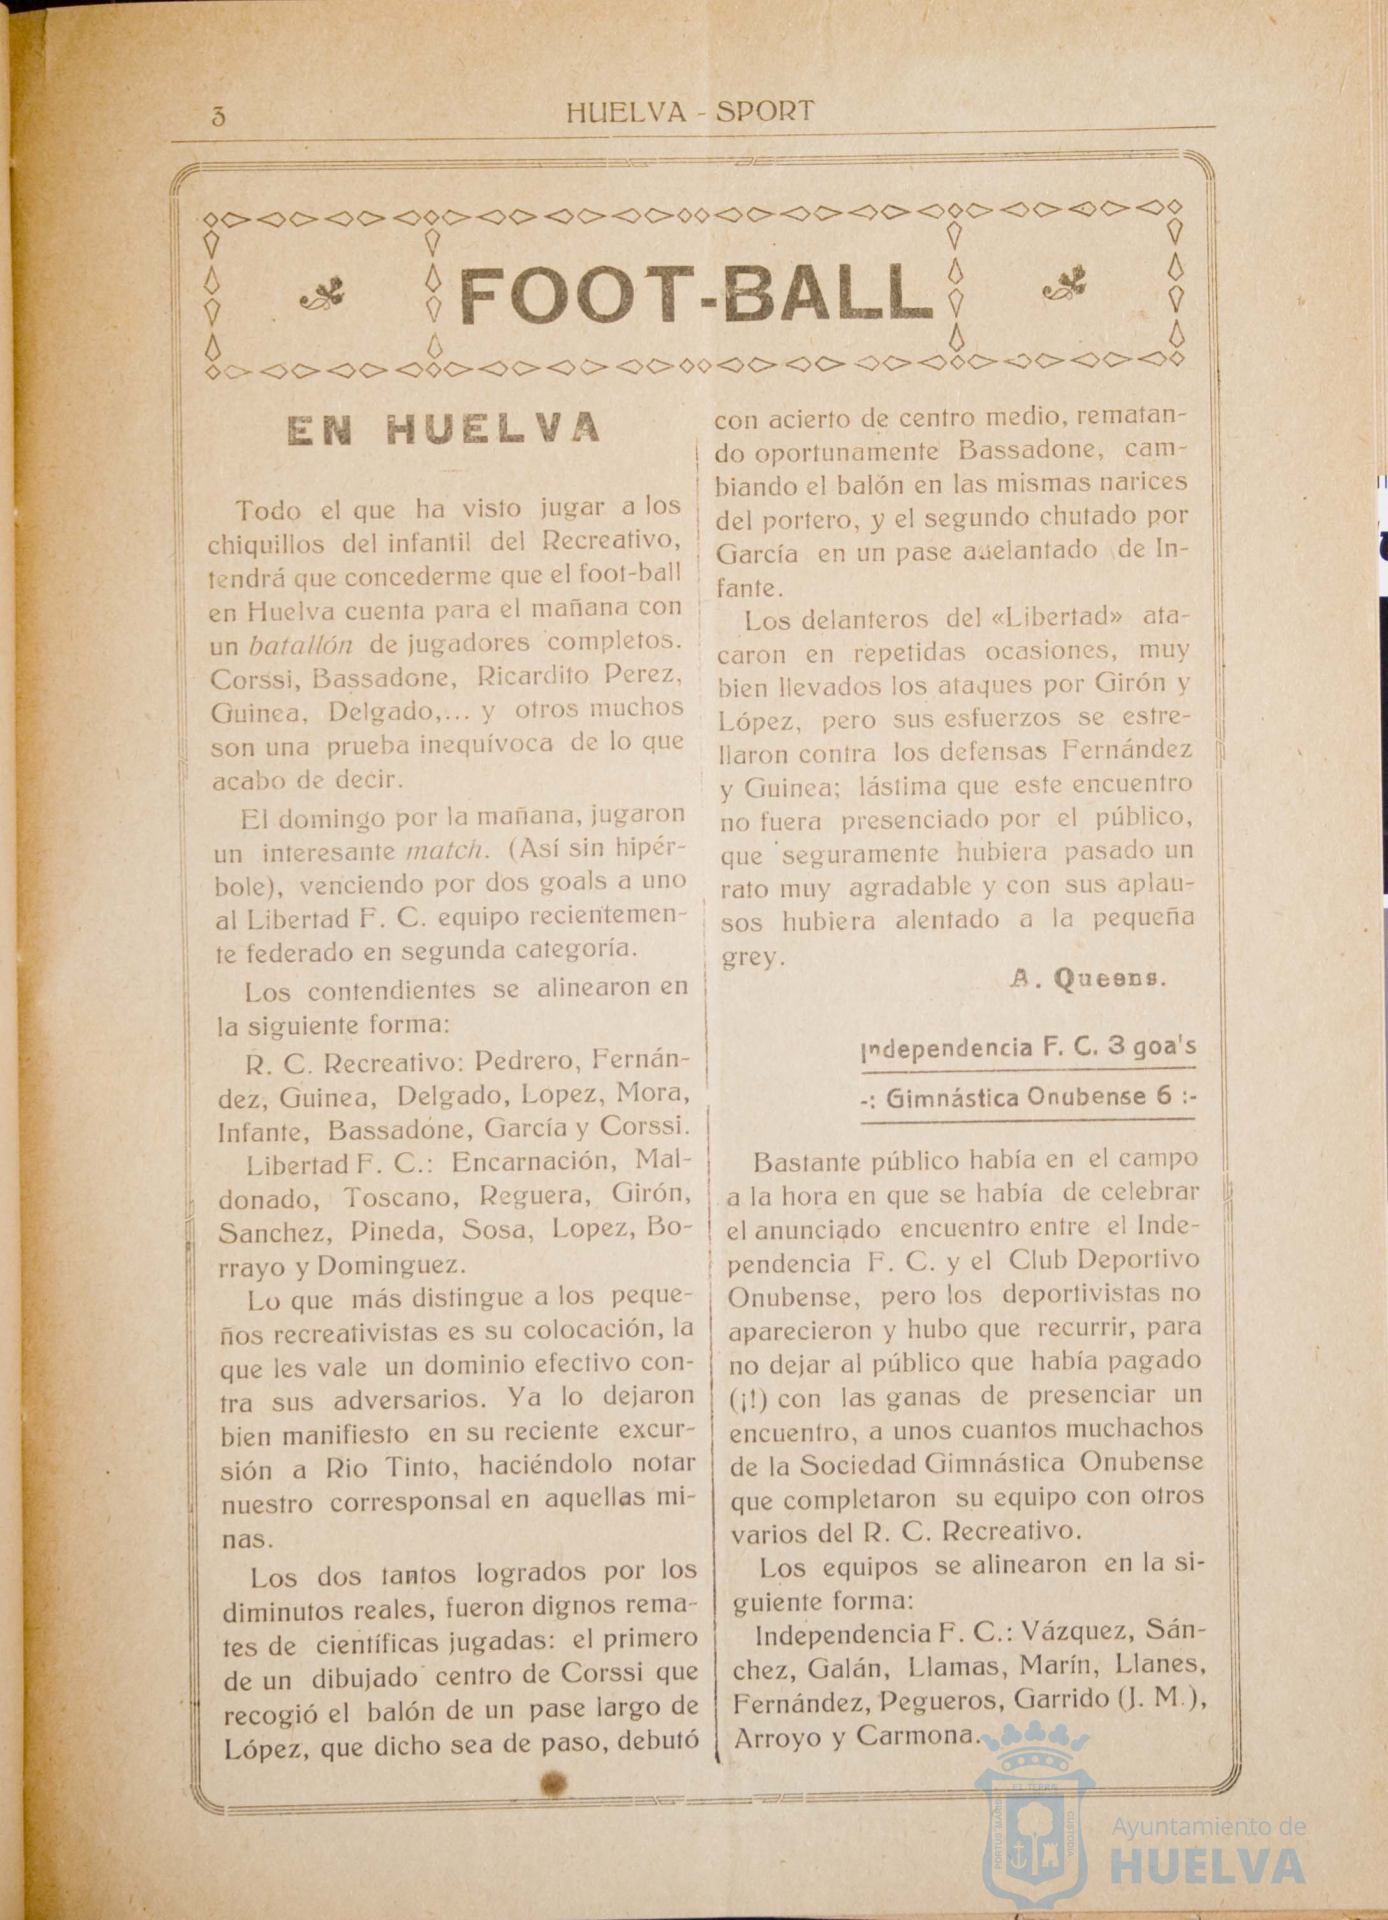 3
HUELVA - SPORT
FOOT-BALL
EN HUELVA
Todo el que ha visto jugar a los
chiquillos del infantil del Recreativo,
tendrá que concederme que el foot-ball
en Huelva cuenta para el mañana con
un batallón de jugadores completos.
Corssi, Bassadone, Ricardito Perez,
Guinea, Delgado,... y otros muchos
son una prueba inequívoca de lo que
acabo de decir.
El domingo por la mañana, jugaron
un interesante match. (Así sin hipér-
bole), venciendo por dos goals a uno
al Libertad F. C. equipo recientemen-
te federado en segunda categoría.
Los contendientes se alinearon en
la siguiente forma:
R. C. Recreativo: Pedrero, Fernán-
dez, Guinea, Delgado, Lopez, Mora,
Infante, Bassadone, García y Corssi.
Libertad F. C.: Encarnación, Mal-
donado, Toscano, Reguera, Girón,
Sanchez, Pineda, Sosa, Lopez, Bo-
rrayo y Dominguez.
Lo que más distingue a los peque-
ños recreativistas es su colocación, la
que les vale un dominio efectivo con-
tra sus adversarios. Ya lo dejaron
bien manifiesto en su reciente excur-
sión a Rio Tinto, haciéndolo notar
nuestro corresponsal en aquellas mi-
nas.
Los dos tantos logrados por los
diminutos reales, fueron dignos rema-
tes de científicas jugadas: el primero
de un dibujado centro de Corssi que
recogió el balón de un pase largo de
López, que dicho sea de paso, debutó
con acierto de centro medio, rematan-
do oportunamente Bassadone, cam-
biando el balón en las mismas narices
del portero, y el segundo chutado por
García en un pase adelantado de In-
fante.
Los delanteros del «Libertad» ata-
caron en repetidas ocasiones, muy
bien llevados los ataques por Girón y
López, pero sus esfuerzos se estre-
llaron contra los defensas Fernández
y Guinea; lástima que este encuentro
no fuera presenciado por el público,
que seguramente hubiera pasado un
rato muy agradable y con sus aplau-
sos hubiera alentado a la pequeña
grey.
A. Queens.
Independencia F. C. 3 goa's
-: Gimnástica Onubense 6 :-
Bastante público había en el campo
a la hora en que se había de celebrar
el anunciado encuentro entre el Inde-
pendencia F. C. y el Club Deportivo
Onubense, pero los deportivistas no
aparecieron y hubo que recurrir, para
no dejar al público que había pagado
(¡!) con las ganas de presenciar un
encuentro, a unos cuantos muchachos
de la Sociedad Gimnástica Onubense
que completaron su equipo con otros
varios del R. C. Recreativo.
Los equipos se alinearon en la si-
guiente forma:
Independencia F. C.: Vázquez, Sán-
chez, Galán, Llamas, Marín, Llanes,
Fernández, Pegueros, Garrido (J. M.),
Arroyo y Carmona.
Ayuntamiento de
HUELVA